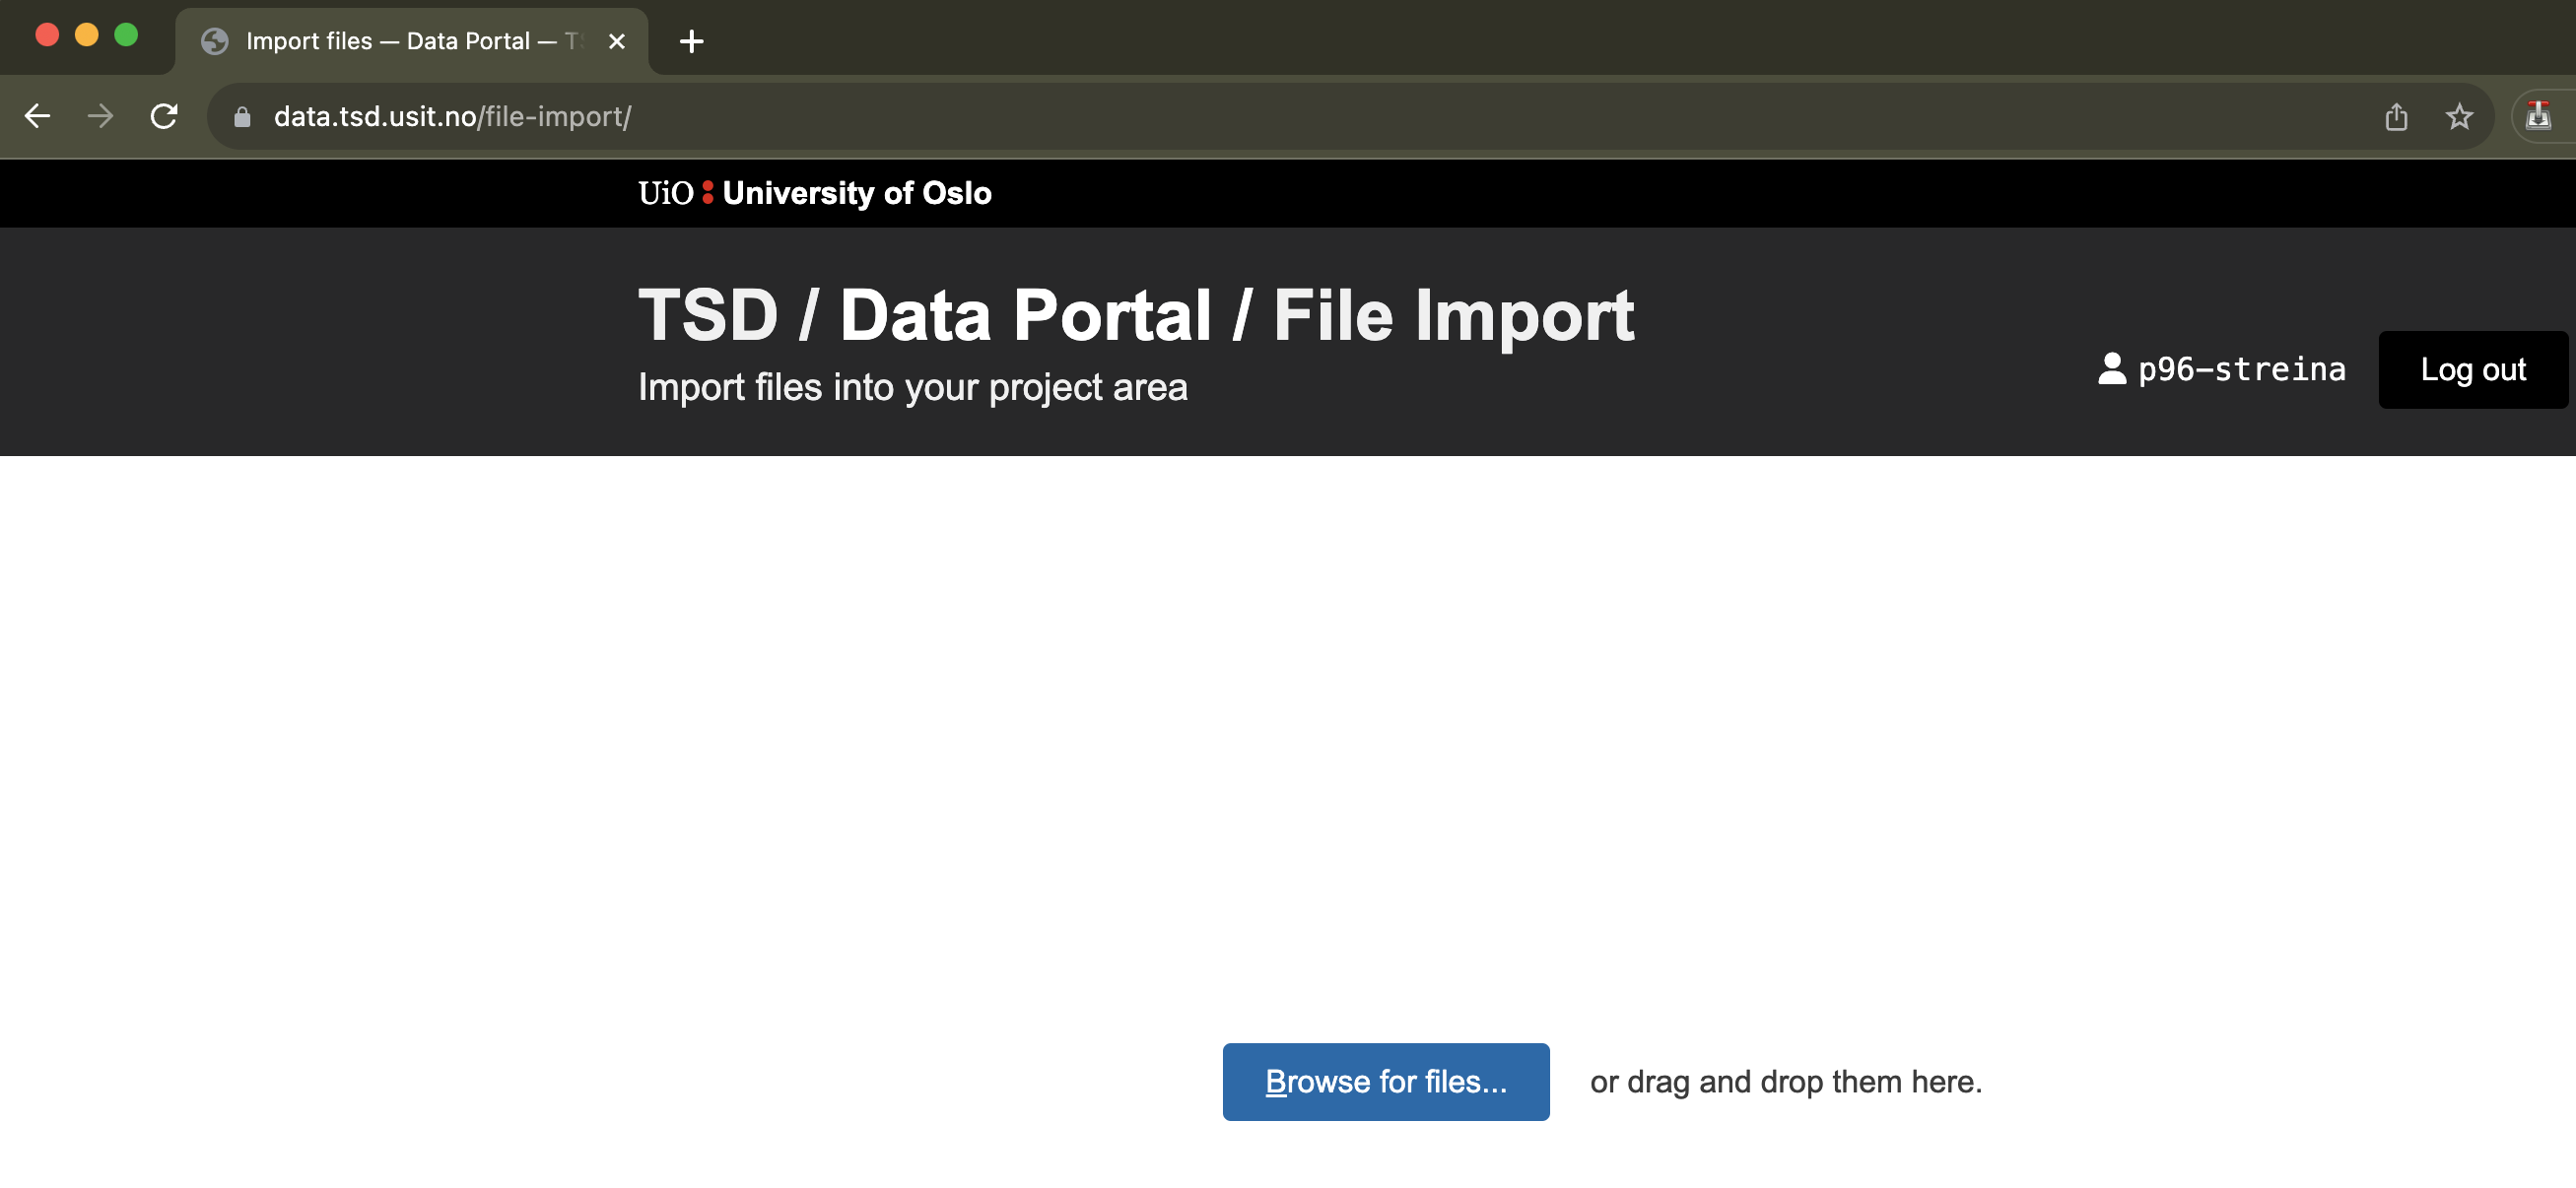 Import files — Data Portal — TS
data.tsd.usit.no/file-import/
UiO : University of Oslo
TSD / Data Portal / File Import
Import files into your project area
p96-streina
Log out
Browse for files... or drag and drop them here.